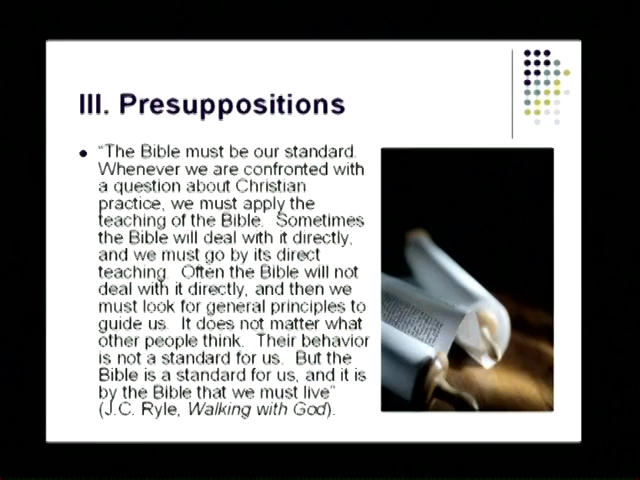 III. Presuppositions
“The Bible must be our standard.
Whenever we are confronted with
a question about Christian
practice, we must apply the
teaching of the Bible. Sometimes
the Bible will deal with it directly,
and we must go by its direct
teaching. Often the Bible will not
deal with it directly, and then we
must look for general principles to
guide us. It does not matter what
other people think. Their behavior
is not a standard for us. But the
Bible is a standard for us, and it is
by the Bible that we must live”
(J.C. Ryle, Walking with God).